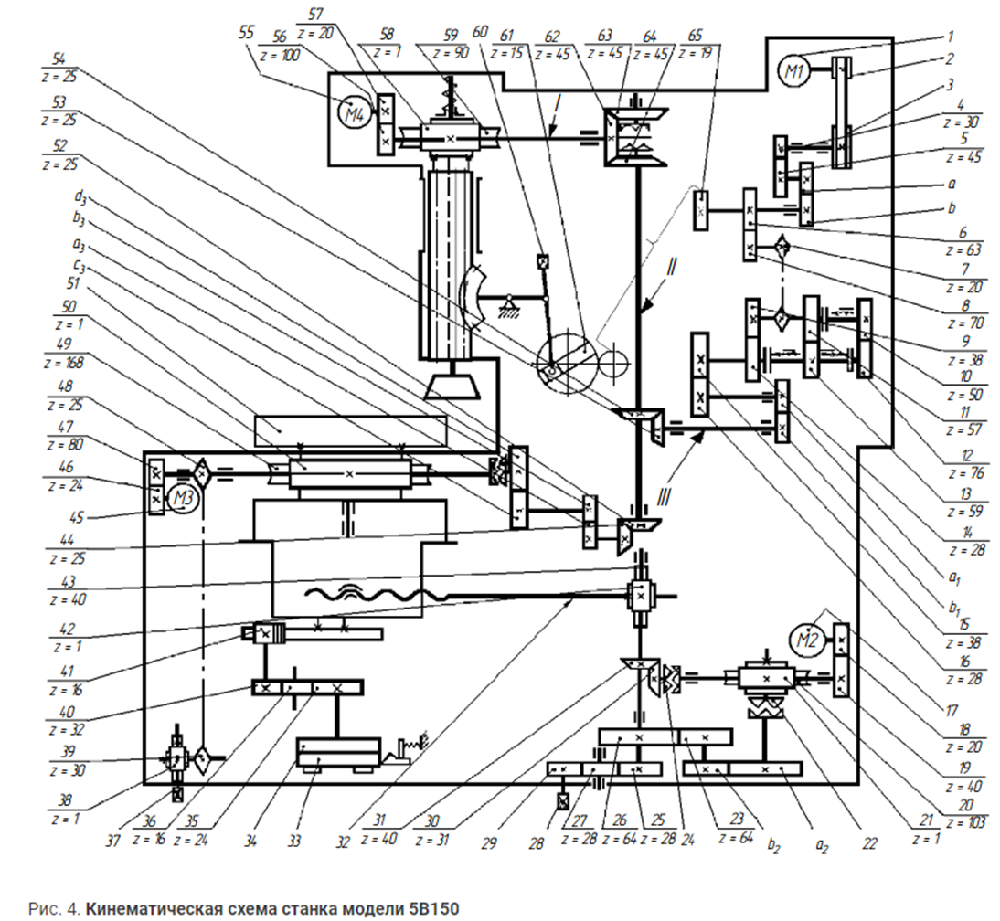 54
z = 25
53
z = 25
52
z = 25
d₃
b₃
a₃
c₃
51
50
z = 1
49
z = 168
48
z = 25
47
z = 80
46
z = 24
45
44
z = 25
43
z = 40
42
z = 1
41
z = 16
40
z = 32
39
z = 30
38
z = 1
55
56
z = 100
57
z = 20
58
z = 1
59
z = 90
60
61
z = 15
62
z = 45
63
z = 45
64
z = 45
65
z = 19
M4
I
II
III
M3
M1
M2
1
2
3
4
z = 30
5
z = 45
a
b
6
z = 63
7
z = 20
8
z = 70
9
z = 38
10
z = 50
11
z = 57
12
z = 76
13
z = 59
14
z = 28
a₁
b₁
15
z = 38
16
z = 28
17
18
z = 20
19
z = 40
20
z = 103
37
36
z = 16
35
z = 24
34
33
32
31
z = 40
30
z = 31
29
28
27
z = 28
26
z = 64
25
z = 28
24
23
z = 64
b₂
a₂
22
21
z = 1
Рис. 4. Кинематическая схема станка модели 5В150